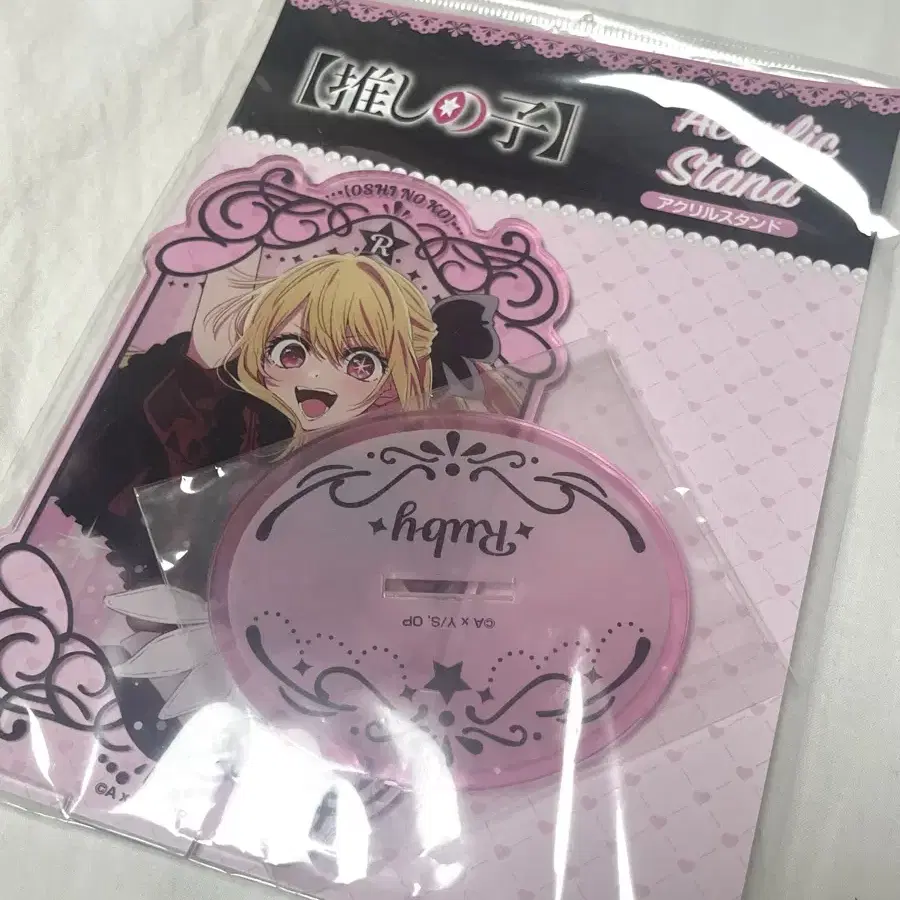 【推しの子】
Acrylic
Stand
アクリルスタンド
[OSHI NO KO]
R
Ruby
©A x Y/S, OP
©A x